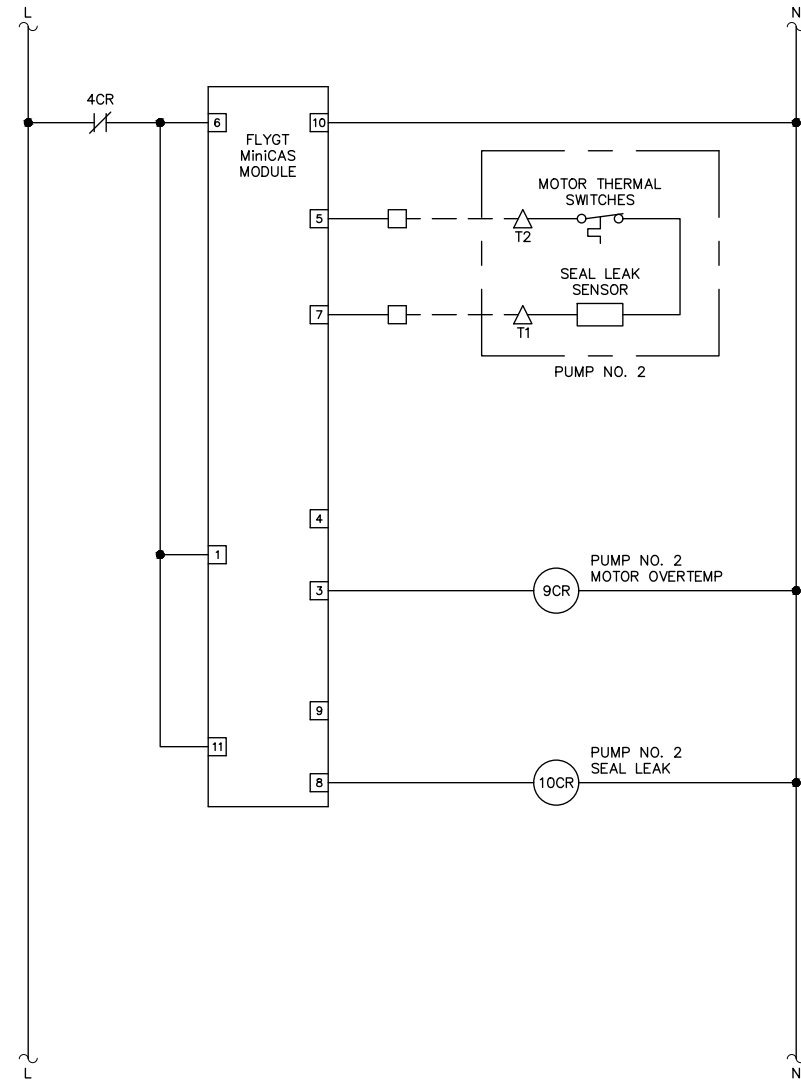 L
N
4CR
6
10
FLYGT
MiniCAS
MODULE
MOTOR THERMAL
SWITCHES
5
T2
SEAL LEAK
SENSOR
7
T1
PUMP NO. 2
4
1
PUMP NO. 2
MOTOR OVERTEMP
3
9CR
9
11
PUMP NO. 2
SEAL LEAK
8
10CR
L
N